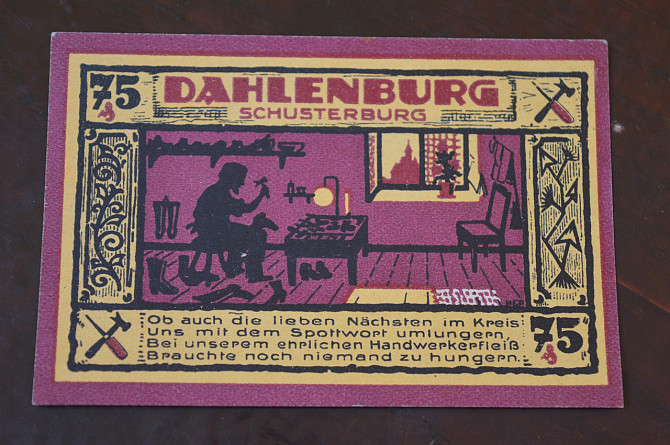 75
DAHLENBURG
SCHUSTERBURG
Ob auch die lieben Nächsten im Kreis
Uns mit dem Spottwort umlungern,
Bei unserem ehrlichen Handwerkerfleiß
Brauchte noch niemand zu hungern.
75